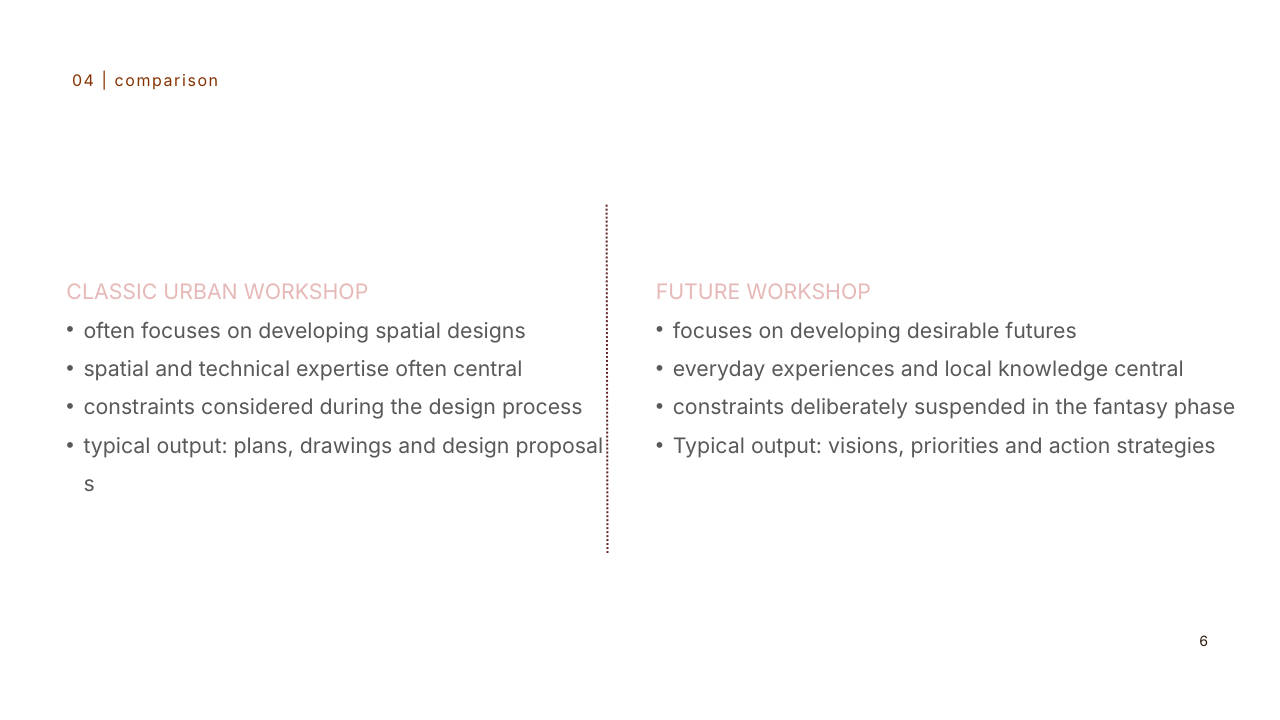 04 | comparison
CLASSIC URBAN WORKSHOP
• often focuses on developing spatial designs
• spatial and technical expertise often central
• constraints considered during the design process
• typical output: plans, drawings and design proposal
s
FUTURE WORKSHOP
• focuses on developing desirable futures
• everyday experiences and local knowledge central
• constraints deliberately suspended in the fantasy phase
• Typical output: visions, priorities and action strategies
6